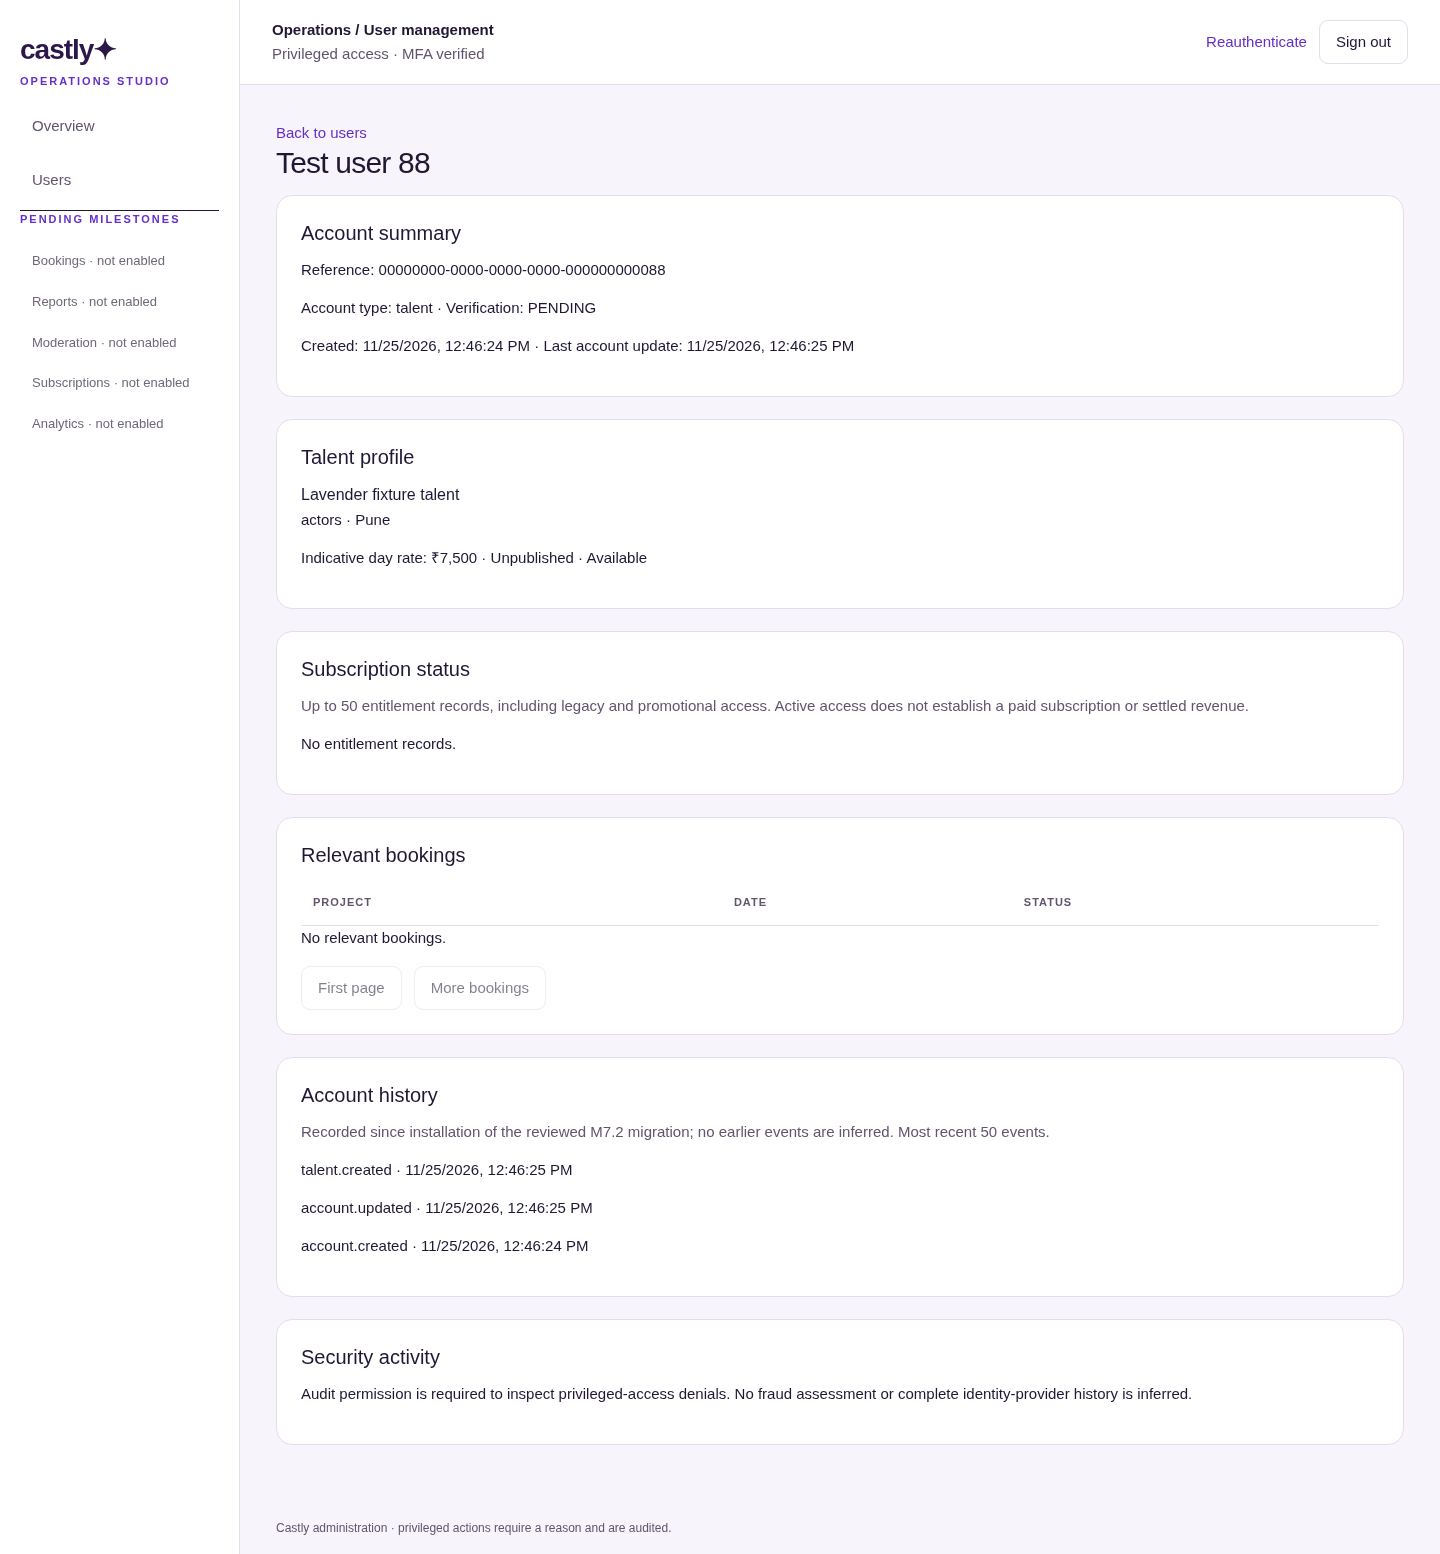 castly✦
OPERATIONS STUDIO
Overview
Users
PENDING MILESTONES
Bookings · not enabled
Reports · not enabled
Moderation · not enabled
Subscriptions · not enabled
Analytics · not enabled
Operations / User management
Privileged access · MFA verified
Reauthenticate
Sign out
Back to users
Test user 88
Account summary
Reference: 00000000-0000-0000-0000-000000000088
Account type: talent · Verification: PENDING
Created: 11/25/2026, 12:46:24 PM · Last account update: 11/25/2026, 12:46:25 PM
Talent profile
Lavender fixture talent
actors · Pune
Indicative day rate: ₹7,500 · Unpublished · Available
Subscription status
Up to 50 entitlement records, including legacy and promotional access. Active access does not establish a paid subscription or settled revenue.
No entitlement records.
Relevant bookings
PROJECT DATE STATUS
No relevant bookings.
First page More bookings
Account history
Recorded since installation of the reviewed M7.2 migration; no earlier events are inferred. Most recent 50 events.
talent.created · 11/25/2026, 12:46:25 PM
account.updated · 11/25/2026, 12:46:25 PM
account.created · 11/25/2026, 12:46:24 PM
Security activity
Audit permission is required to inspect privileged-access denials. No fraud assessment or complete identity-provider history is inferred.
Castly administration · privileged actions require a reason and are audited.